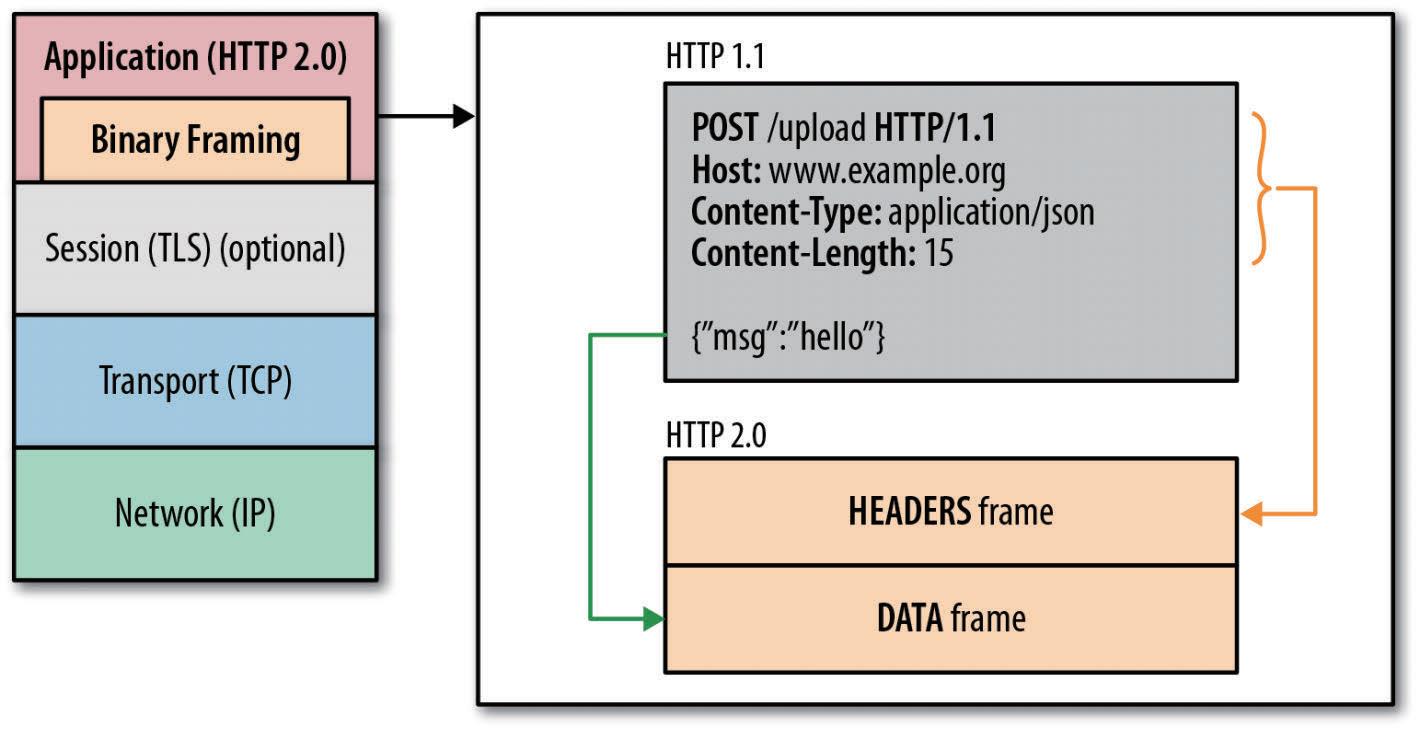 Application (HTTP 2.0)
Binary Framing
Session (TLS) (optional)
Transport (TCP)
Network (IP)
HTTP 1.1
POST /upload HTTP/1.1
Host: www.example.org
Content-Type: application/json
Content-Length: 15
{”msg”:”hello”}
HTTP 2.0
HEADERS frame
DATA frame